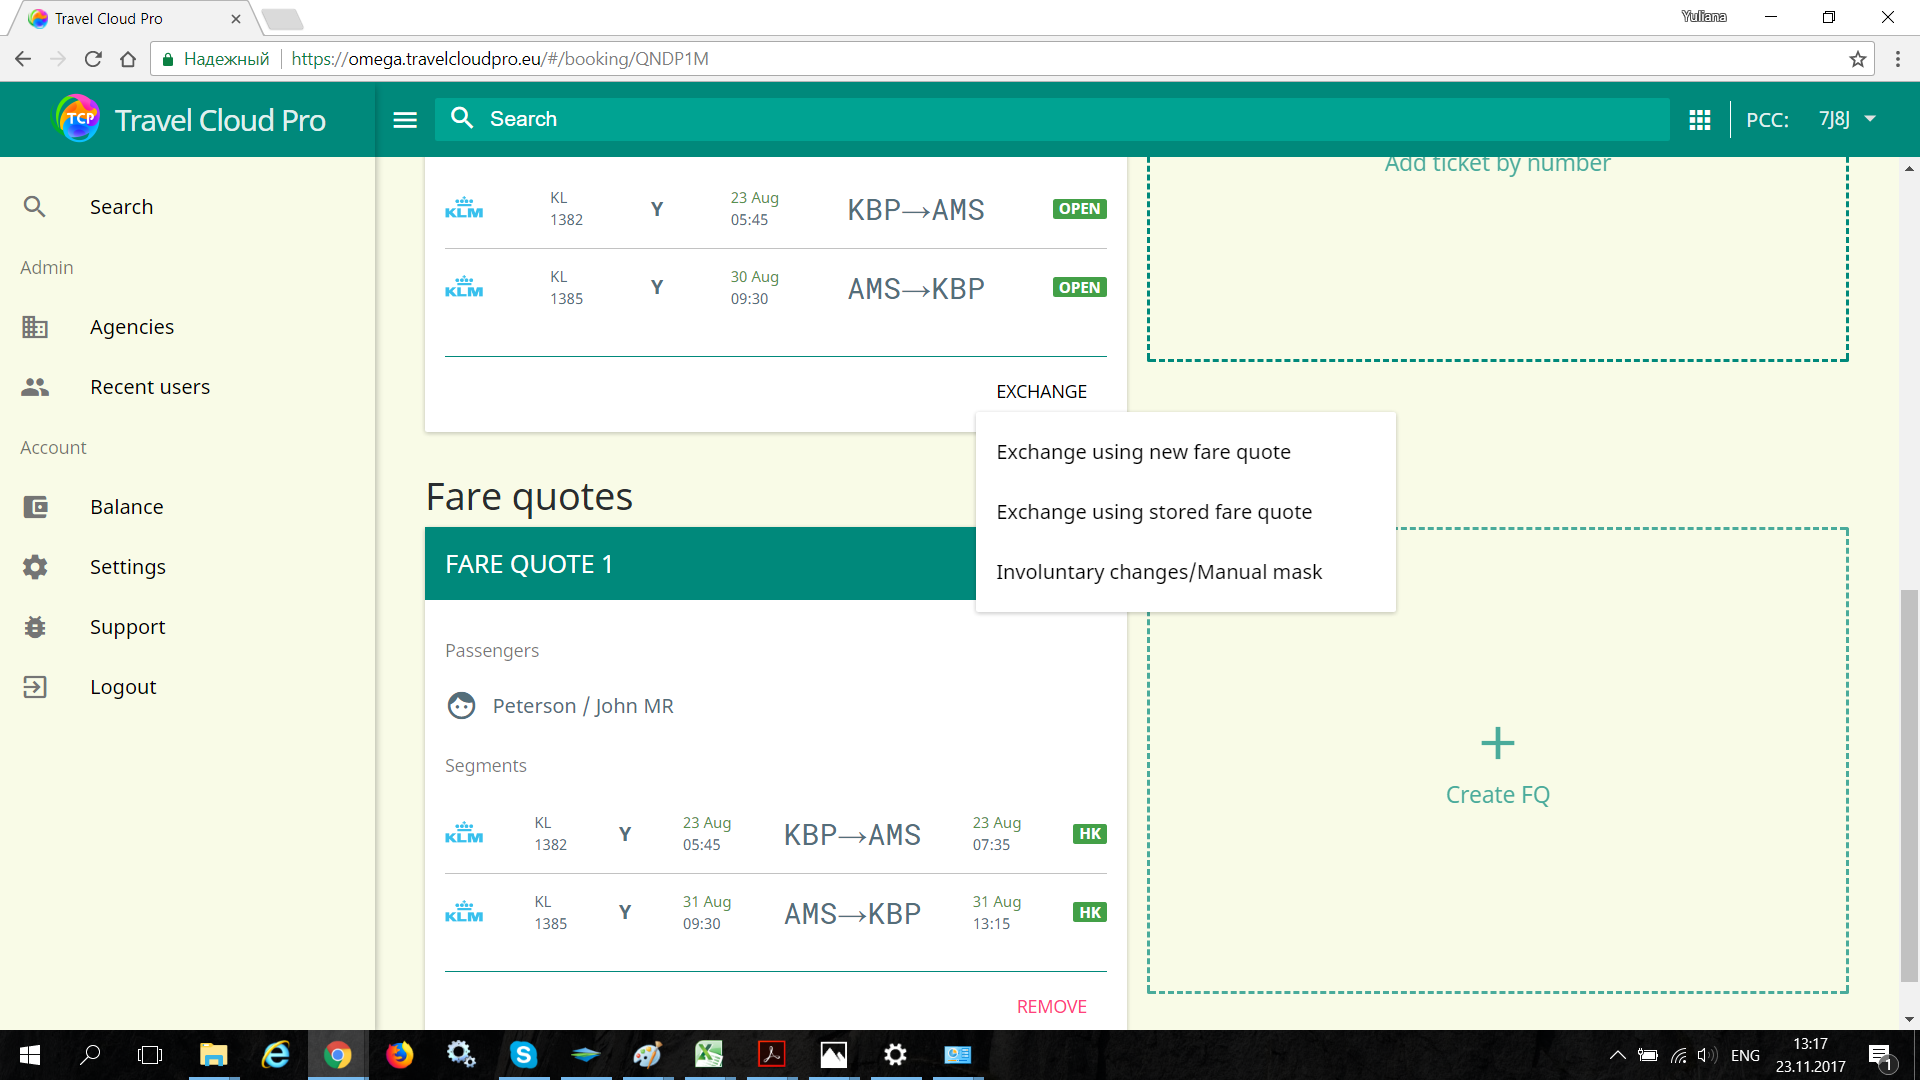 Travel Cloud Pro
Yuliana
Надежный
https://omega.travelcloudpro.eu/#/booking/QNDP1M
TCP
Travel Cloud Pro
Search
PCC:
7J8J
Search
Admin
Agencies
Recent users
Account
Balance
Settings
Support
Logout
KLM
KL
1382
Y
23 Aug
05:45
KBP→AMS
OPEN
KLM
KL
1385
Y
30 Aug
09:30
AMS→KBP
OPEN
EXCHANGE
Exchange using new fare quote
Exchange using stored fare quote
Involuntary changes/Manual mask
Add ticket by number
Fare quotes
FARE QUOTE 1
Passengers
Peterson / John MR
Segments
KLM
KL
1382
Y
23 Aug
05:45
KBP→AMS
23 Aug
07:35
HK
KLM
KL
1385
Y
31 Aug
09:30
AMS→KBP
31 Aug
13:15
HK
REMOVE
+
Create FQ
ENG
13:17
23.11.2017
1